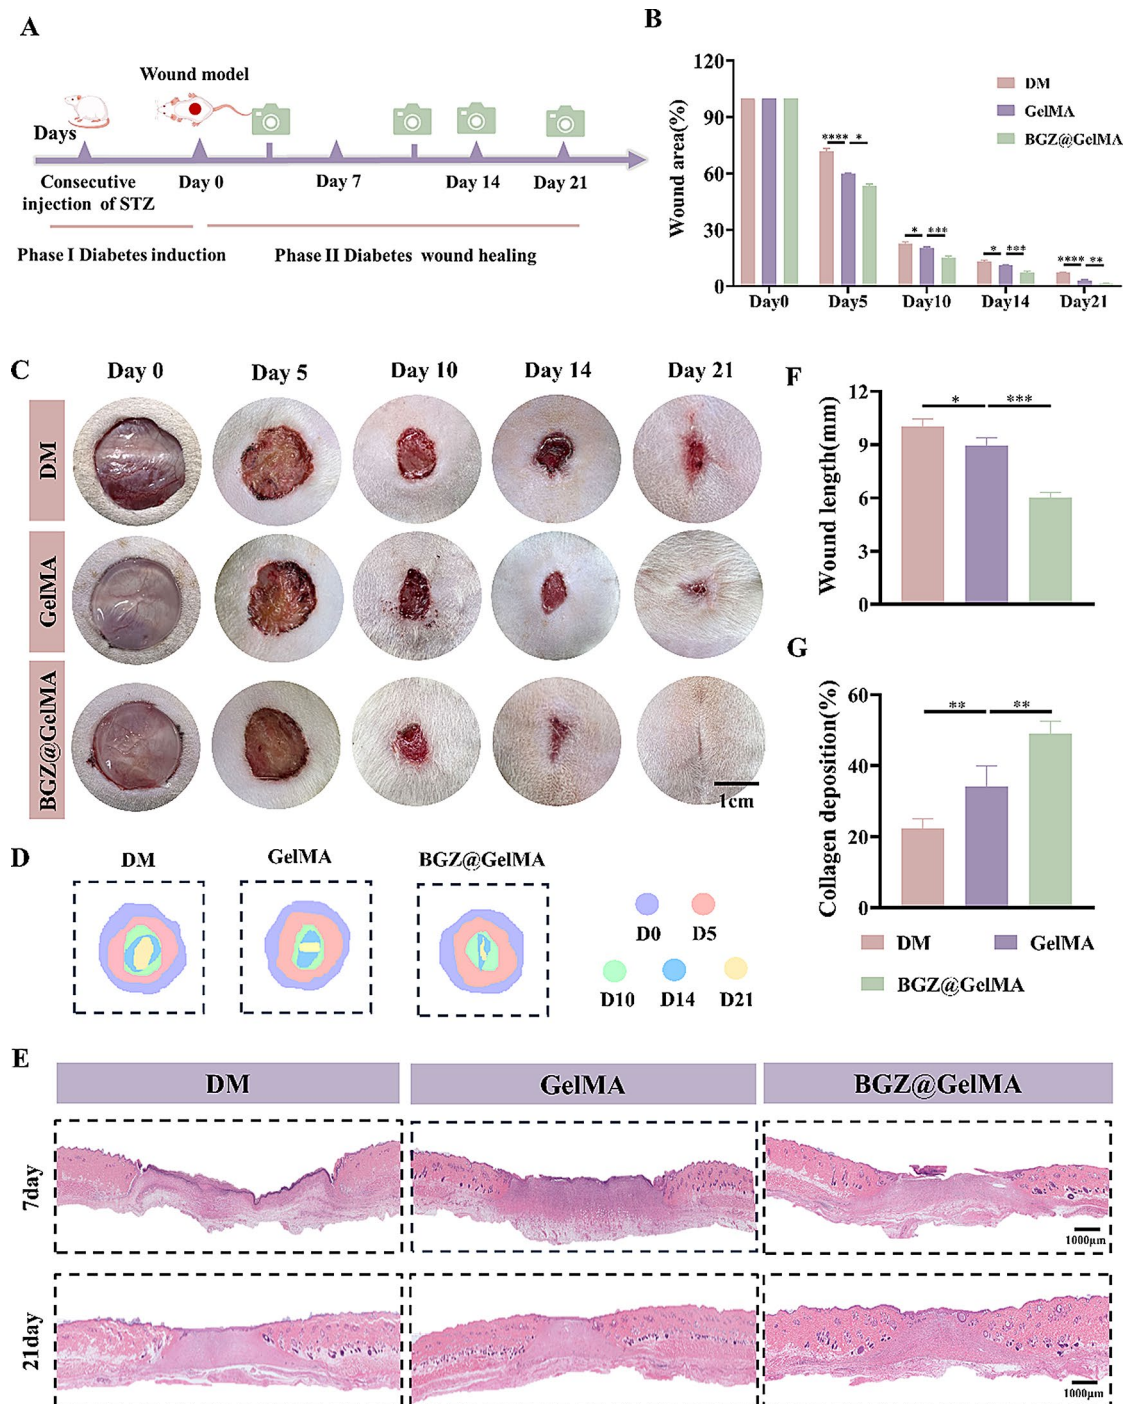 A
Wound model
Days
Consecutive
injection of STZ
Day 0
Day 7
Day 14
Day 21
Phase I Diabetes induction
Phase II Diabetes wound healing
B
Wound area(%)
120
90
60
30
0
DM
GelMA
BGZ@GelMA
**** *
* ***
* ***
**** **
Day0
Day5
Day10
Day14
Day21
C
Day 0
Day 5
Day 10
Day 14
Day 21
DM
GelMA
BGZ@GelMA
1cm
D
DM
GelMA
BGZ@GelMA
D0
D5
D10
D14
D21
E
DM
GelMA
BGZ@GelMA
7day
1000μm
21day
1000μm
F
Wound length(mm)
12
9
6
3
0
* ***
G
Collagen deposition(%)
60
40
20
0
** **
DM
GelMA
BGZ@GelMA